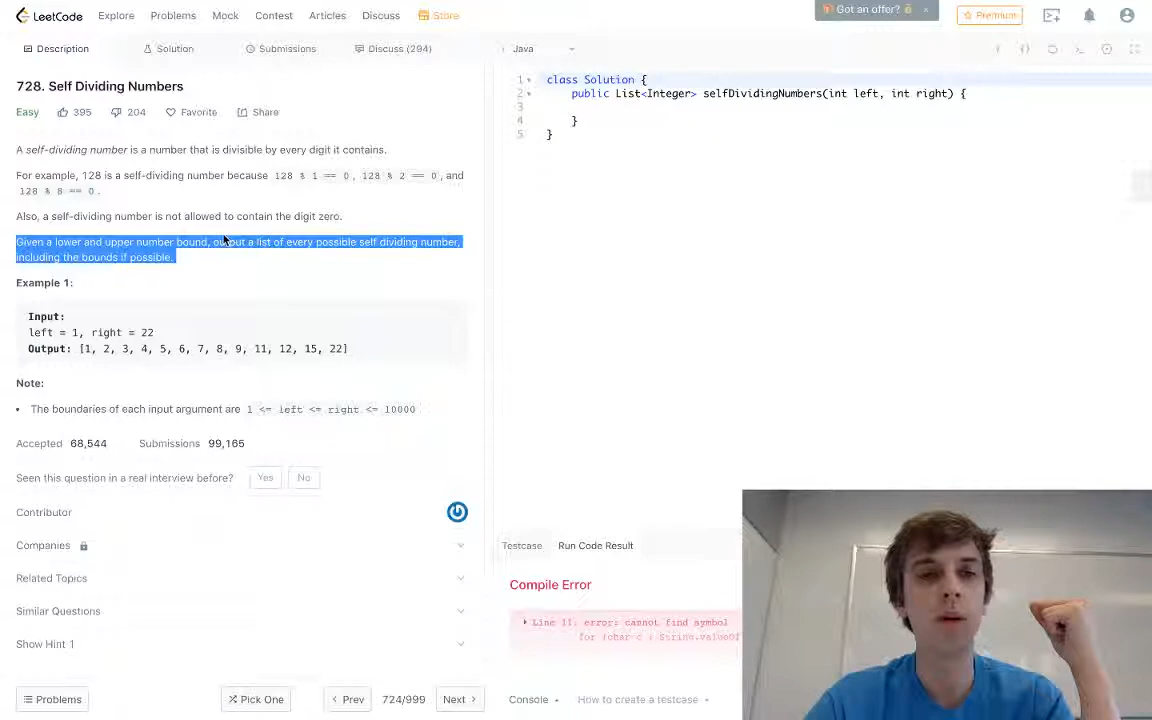 LeetCode Explore Problems Mock Contest Articles Discuss Store Got an offer? × Premium
Description Solution Submissions Discuss (294) Java
728. Self Dividing Numbers
Easy 395 204 Favorite Share
A self-dividing number is a number that is divisible by every digit it contains.
For example, 128 is a self-dividing number because 128 % 1 == 0, 128 % 2 == 0, and
128 % 8 == 0.
Also, a self-dividing number is not allowed to contain the digit zero.
Given a lower and upper number bound, output a list of every possible self dividing number,
including the bounds if possible.
Example 1:
Input:
left = 1, right = 22
Output: [1, 2, 3, 4, 5, 6, 7, 8, 9, 11, 12, 15, 22]
Note:
• The boundaries of each input argument are 1 <= left <= right <= 10000.
Accepted 68,544 Submissions 99,165
Seen this question in a real interview before? Yes No
Contributor
Companies
Related Topics
Similar Questions
Show Hint 1
Problems Pick One < Prev 724/999 Next >
1 class Solution {
2 public List<Integer> selfDividingNumbers(int left, int right) {
3
4 }
5 }
Testcase Run Code Result
Compile Error
Line 11: error: cannot find symbol
for (char c : String.valueOf
Console How to create a testcase